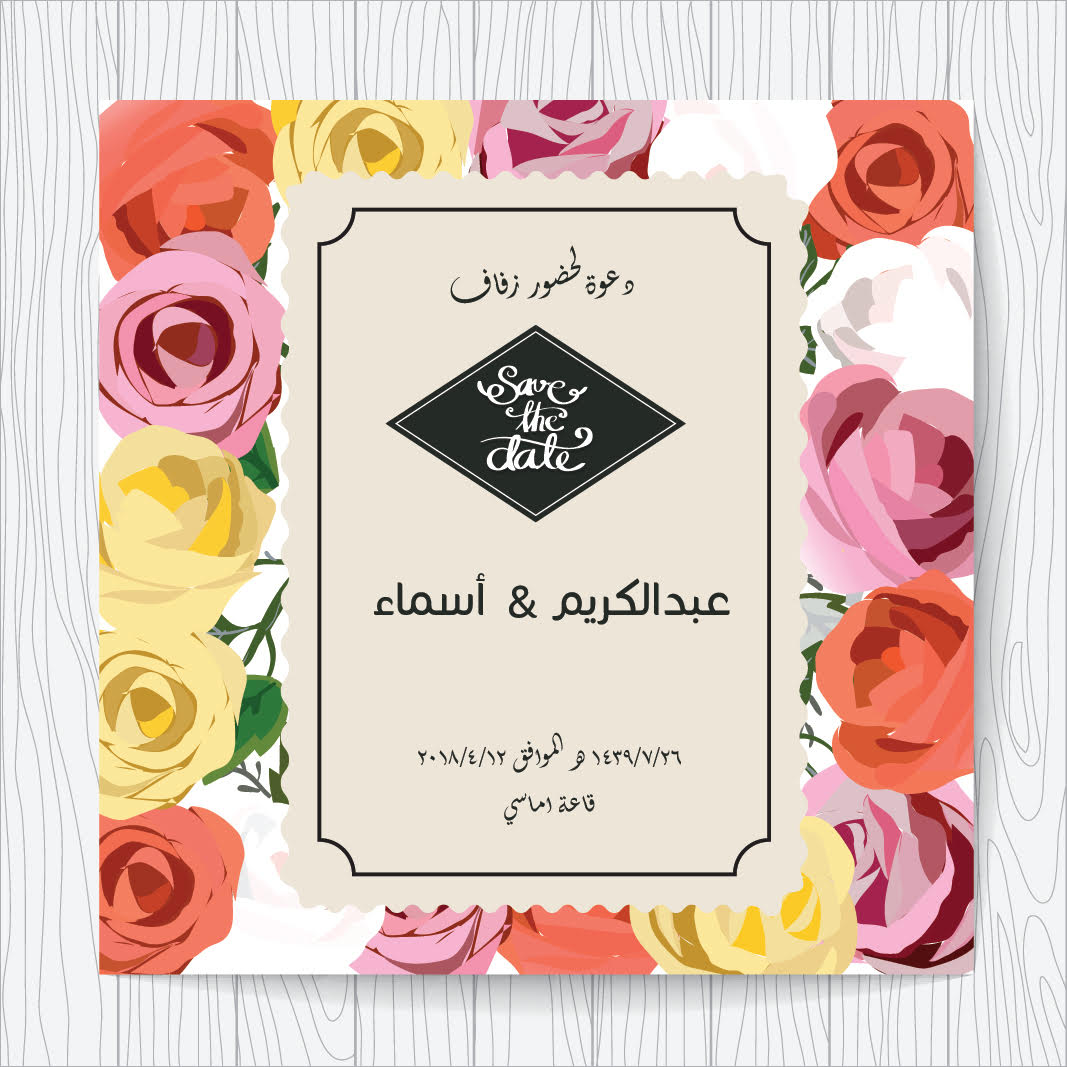 دعوة لحضور زفاف
Save
the
date
عبدالكريم & أسماء
١٤٣٩/٧/٢٦ هـ الموافق ٢٠١٨/٤/١٢
قاعة اماسي